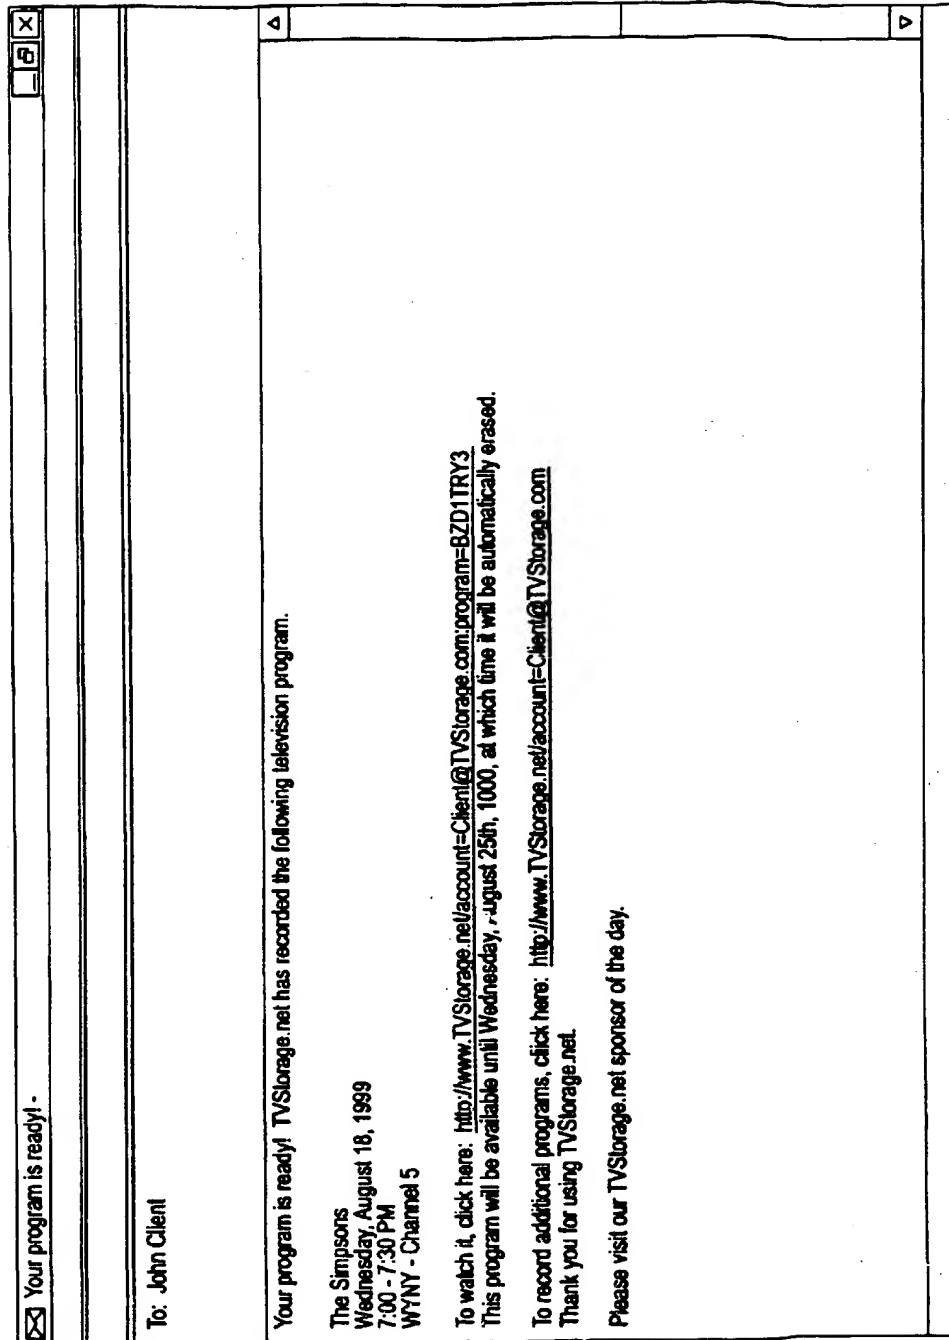 Your program is ready! -
To: John Client
Your program is ready! TVStorage.net has recorded the following television program.
The Simpsons
Wednesday, August 18, 1999
7:00 - 7:30 PM
WYNY - Channel 5
To watch it, click here: http://www.TVStorage.net/account=Client@TVStorage.com:program=BZD1TRY3
This program will be available until Wednesday, August 25th, 1000, at which time it will be automatically erased.
To record additional programs, cliick here: http://www.TVStorage.net/account=Client@TVStorage.com
Thank you for using TVStorage.net.
Please visit our TVStorage.net sponsor of the day.